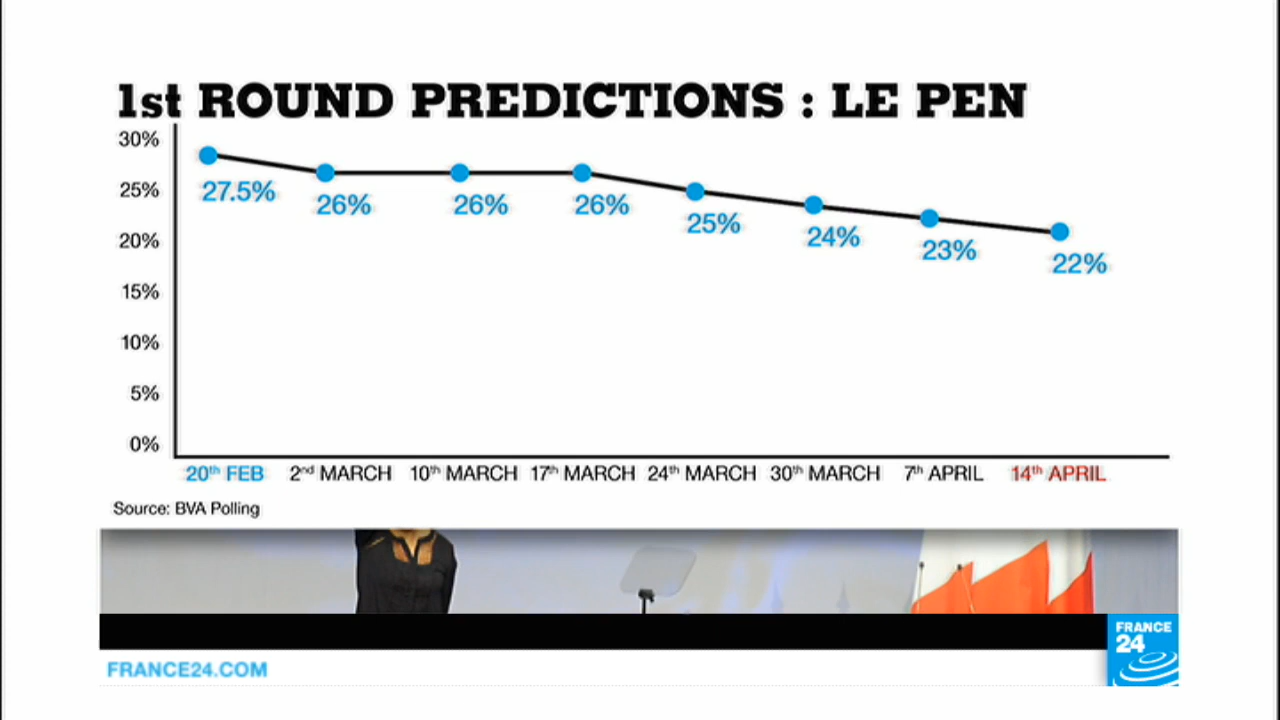 1st ROUND PREDICTIONS : LE PEN
30%
25%
20%
15%
10%
5%
0%
27.5%
26%
26%
26%
25%
24%
23%
22%
20th FEB
2nd MARCH
10th MARCH
17th MARCH
24th MARCH
30th MARCH
7th APRIL
14th APRIL
Source: BVA Polling
FRANCE
24
FRANCE24.COM